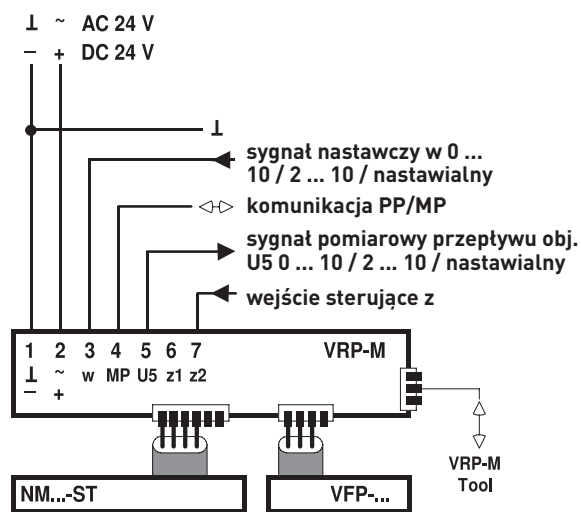 ⊥ ~ AC 24 V
– + DC 24 V
⊥
sygnał nastawczy w 0 ...
10 / 2 ... 10 / nastawialny
komunikacja PP/MP
sygnał pomiarowy przepływu obj.
U5 0 ... 10 / 2 ... 10 / nastawialny
wejście sterujące z
1 2 3 4 5 6 7 VRP-M
⊥ ~ w MP U5 z1 z2
– +
VRP-M
Tool
NM...-ST
VFP-...